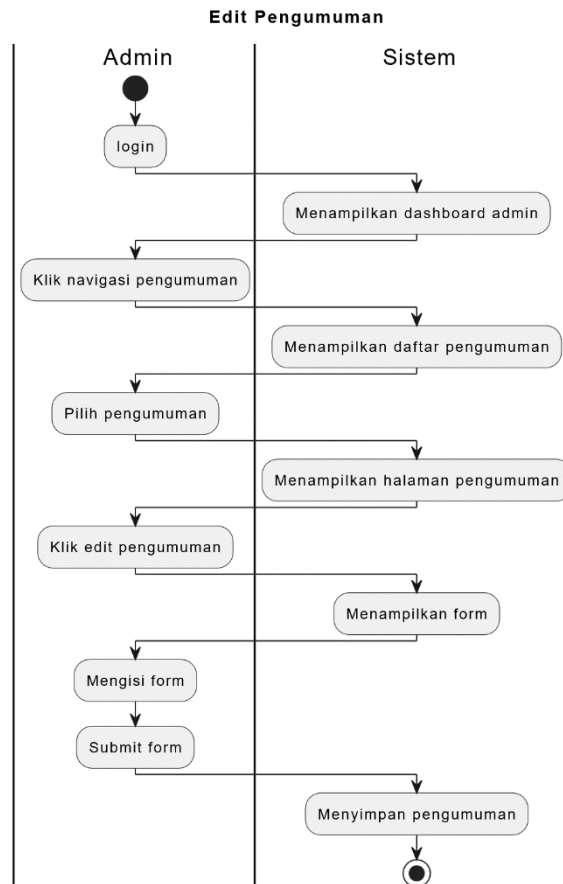 Edit Pengumuman
Admin
Sistem
login
Menampilkan dashboard admin
Klik navigasi pengumuman
Menampilkan daftar pengumuman
Pilih pengumuman
Menampilkan halaman pengumuman
Klik edit pengumuman
Menampilkan form
Mengisi form
Submit form
Menyimpan pengumuman